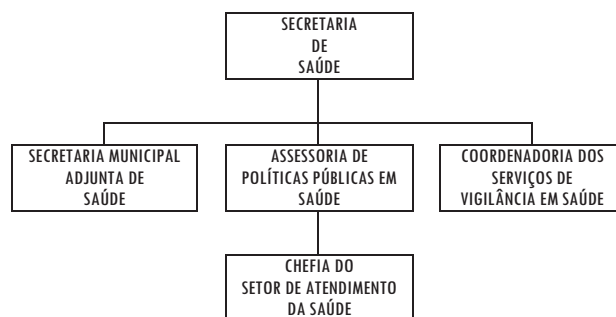 SECRETARIA
DE
SAÚDE
SECRETARIA MUNICIPAL
ADJUNTA DE
SAÚDE
ASSESSORIA DE
POLÍTICAS PÚBLICAS EM
SAÚDE
COORDENADORIA DOS
SERVIÇOS DE
VIGILÂNCIA EM SAÚDE
CHEFIA DO
SETOR DE ATENDIMENTO
DA SAÚDE